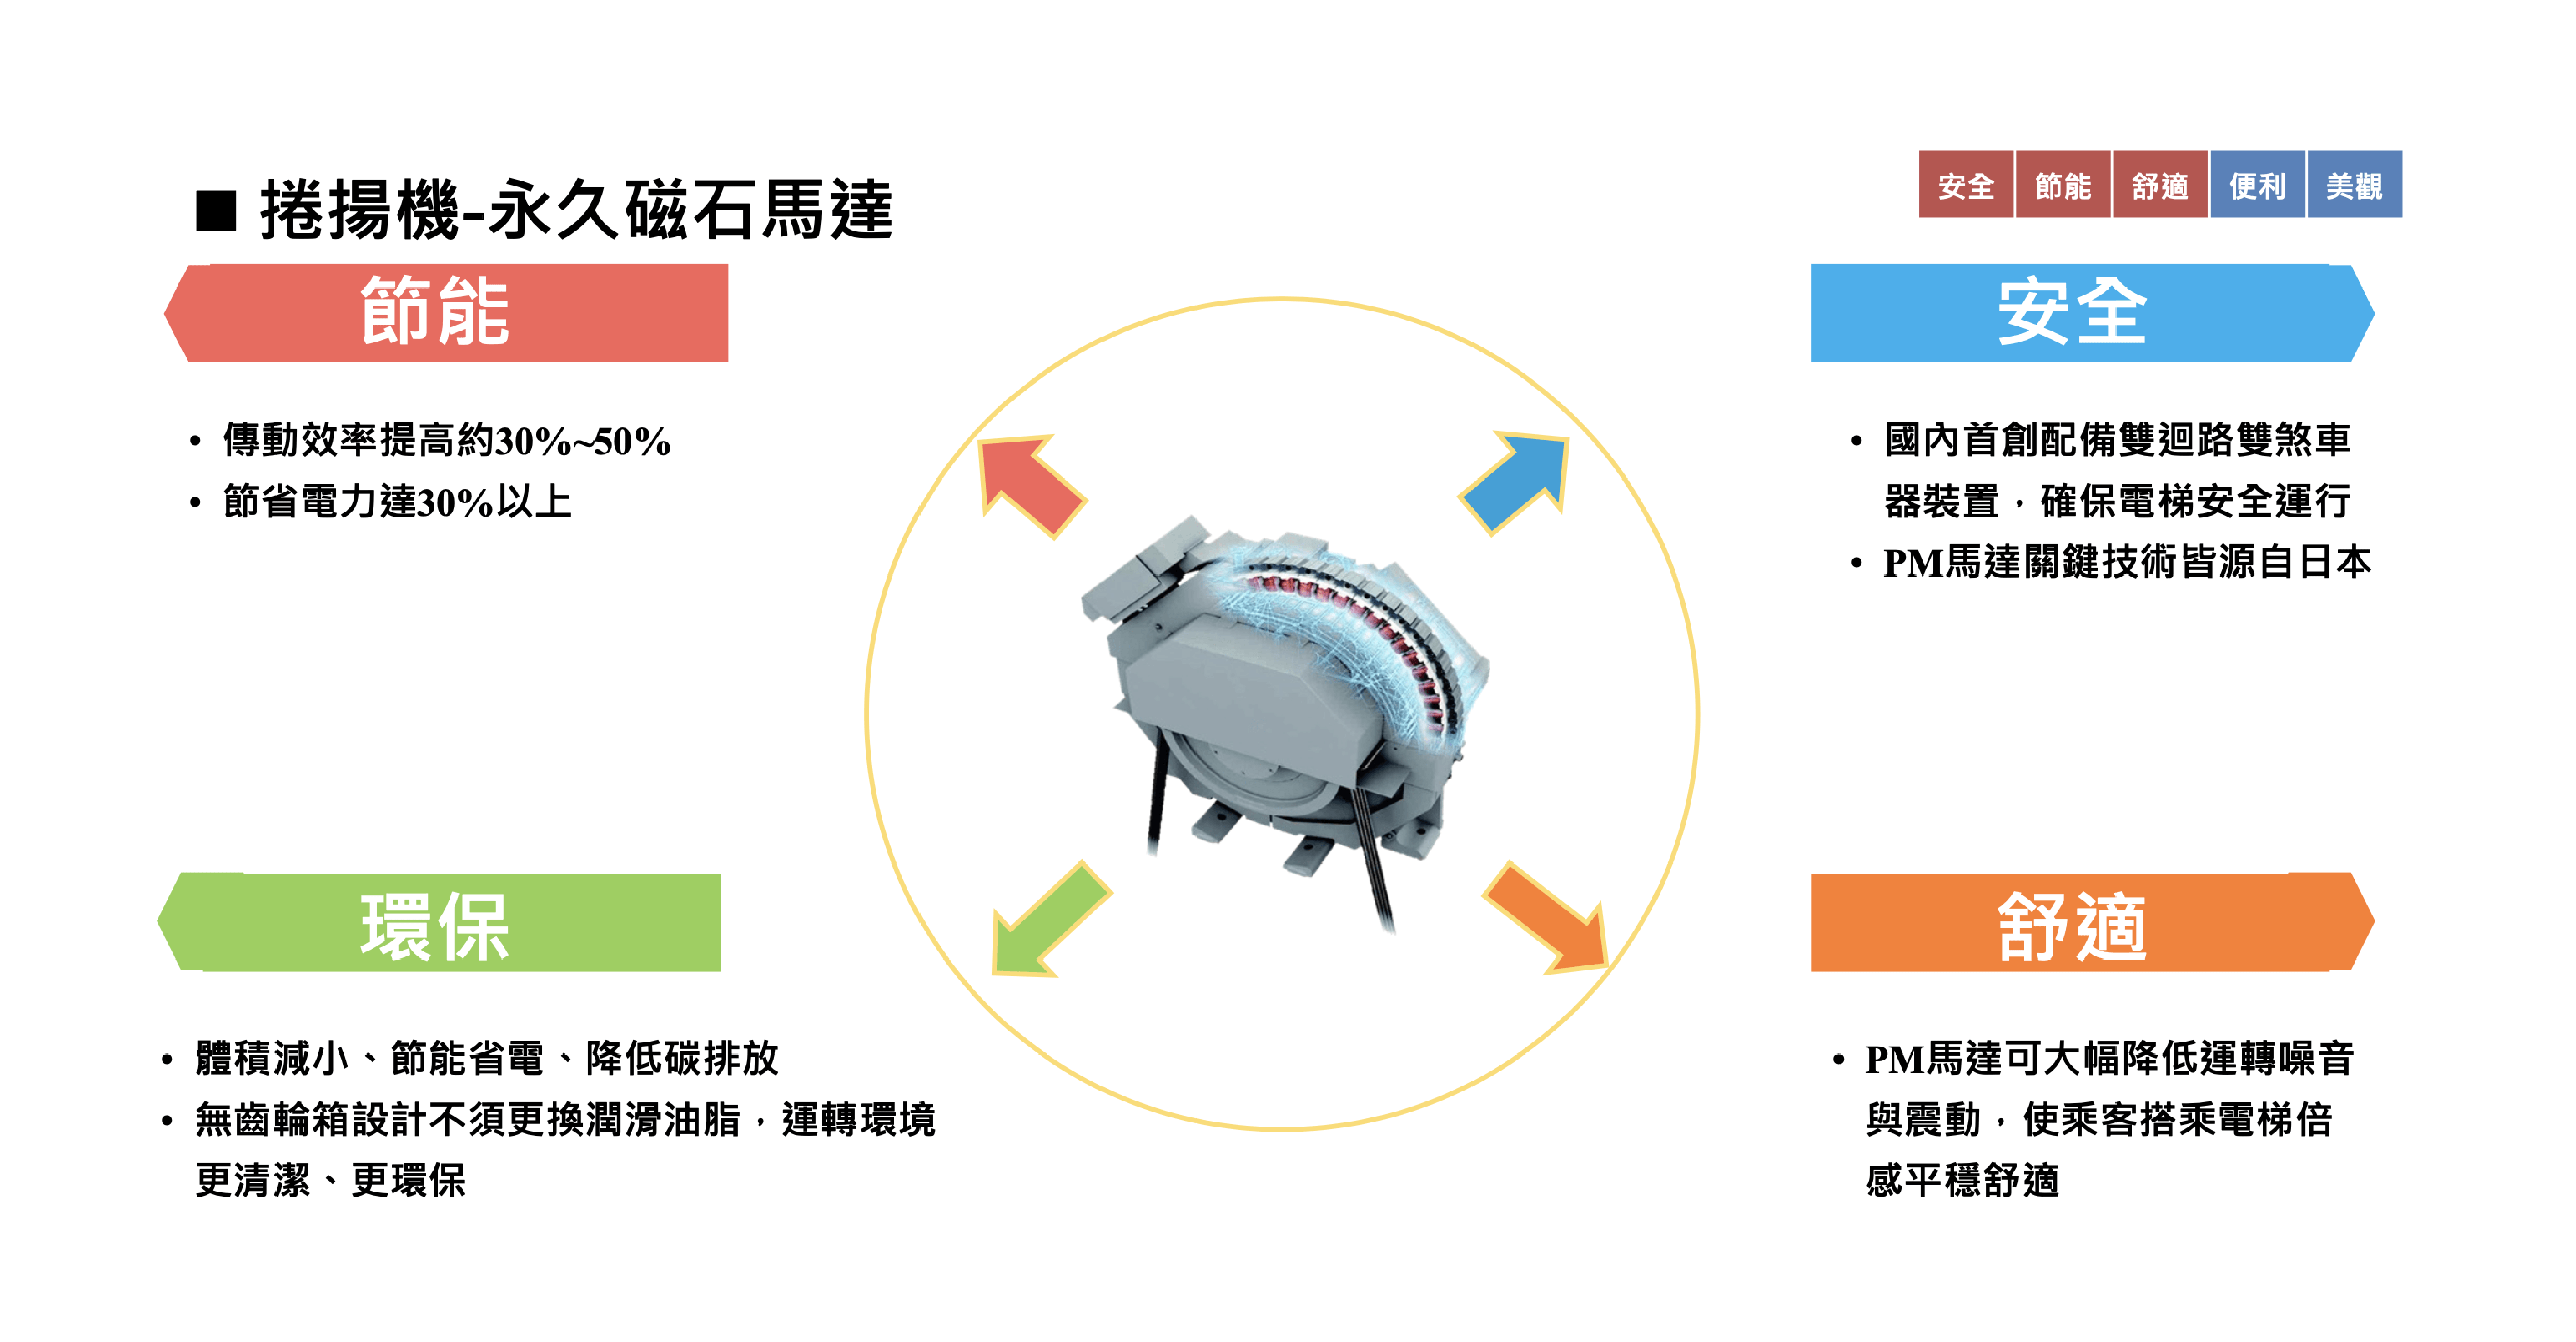 ■ 捲揚機-永久磁石馬達
安全 節能 舒適 便利 美觀
節能
• 傳動效率提高約30%~50%
• 節省電力達30%以上
安全
• 國內首創配備雙迴路雙煞車
器裝置，確保電梯安全運行
• PM馬達關鍵技術皆源自日本
環保
• 體積減小、節能省電、降低碳排放
• 無齒輪箱設計不須更換潤滑油脂，運轉環境
更清潔、更環保
舒適
• PM馬達可大幅降低運轉噪音
與震動，使乘客搭乘電梯倍
感平穩舒適